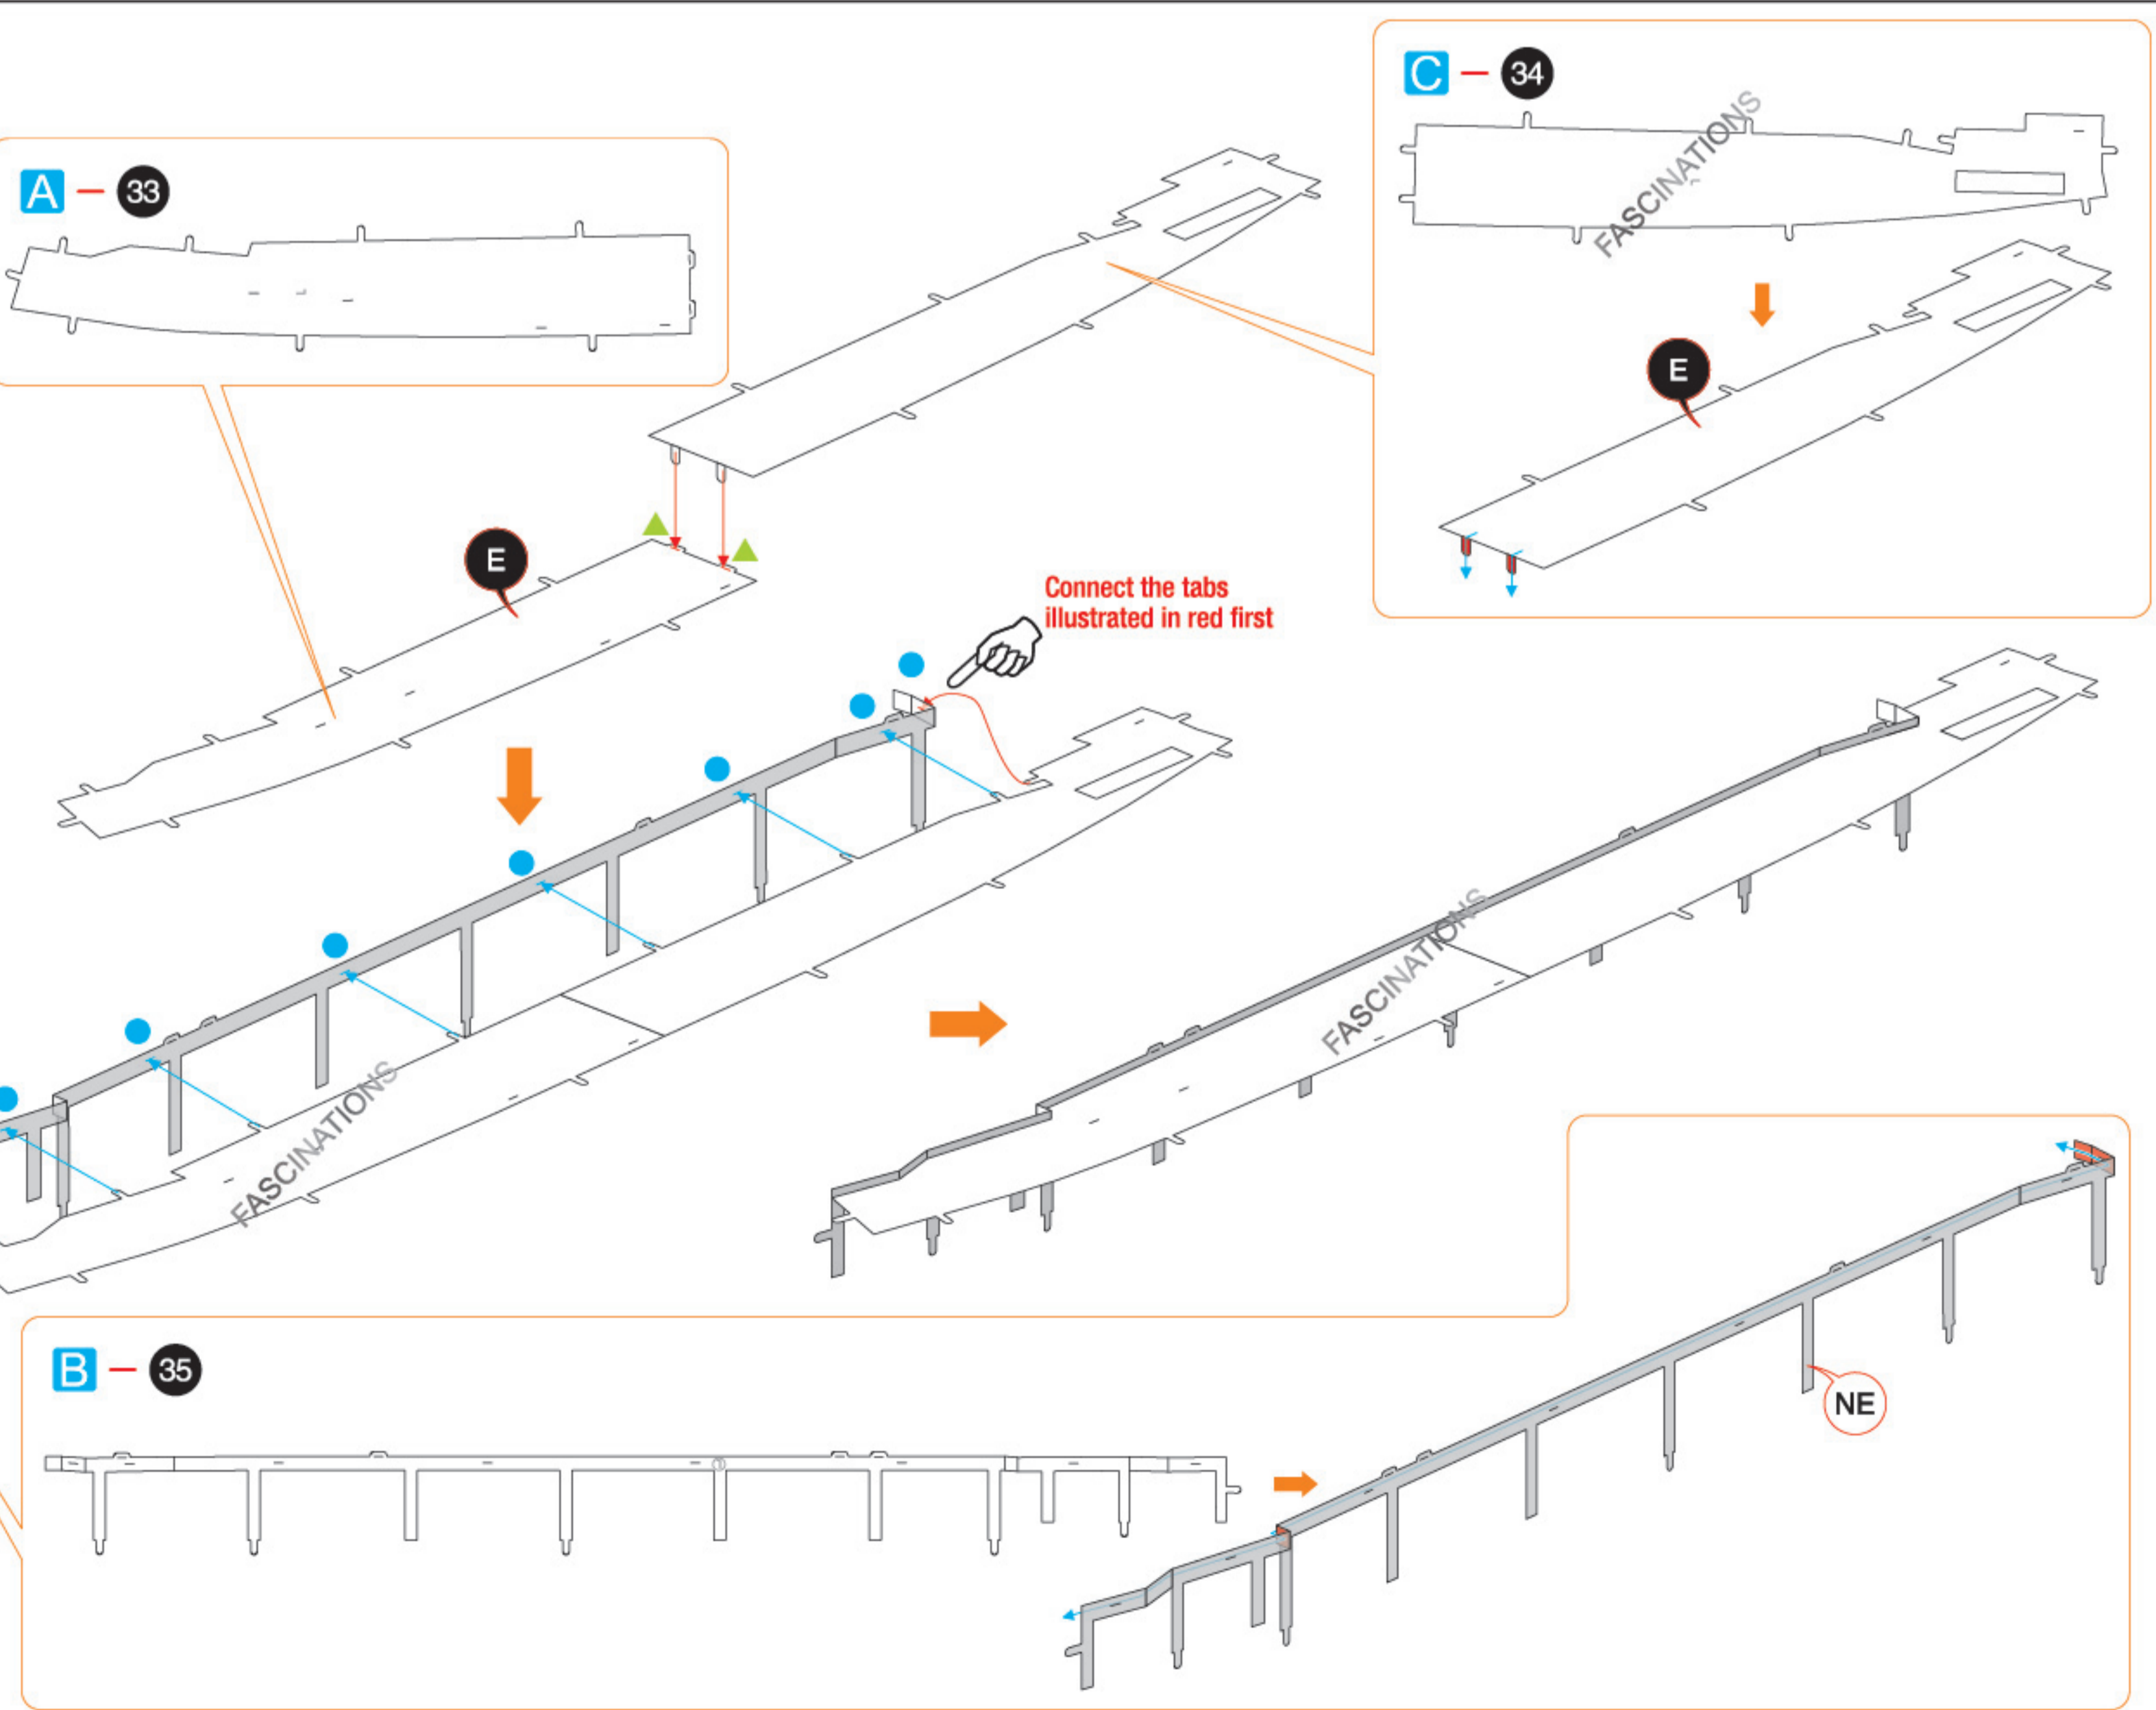 C — 34
FASCINATIONS
A — 33
E
E
Connect the tabs
illustrated in red first
FASCINATIONS
FASCINATIONS
B — 35
NE